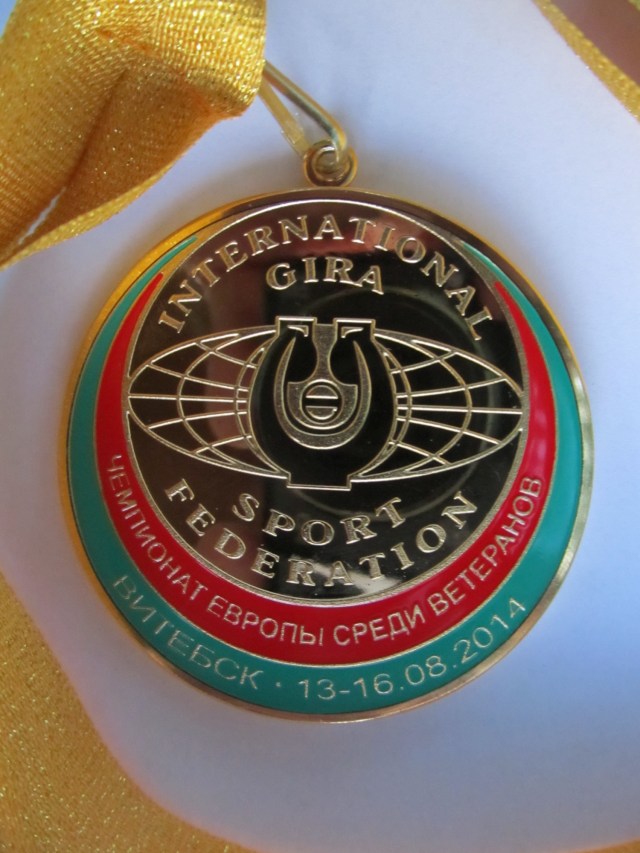 INTERNATIONAL
GIRA
SPORT
FEDERATION
ЧЕМПИОНАТ ЕВРОПЫ СРЕДИ ВЕТЕРАНОВ
ВИТЕБСК · 13-16.08.2014